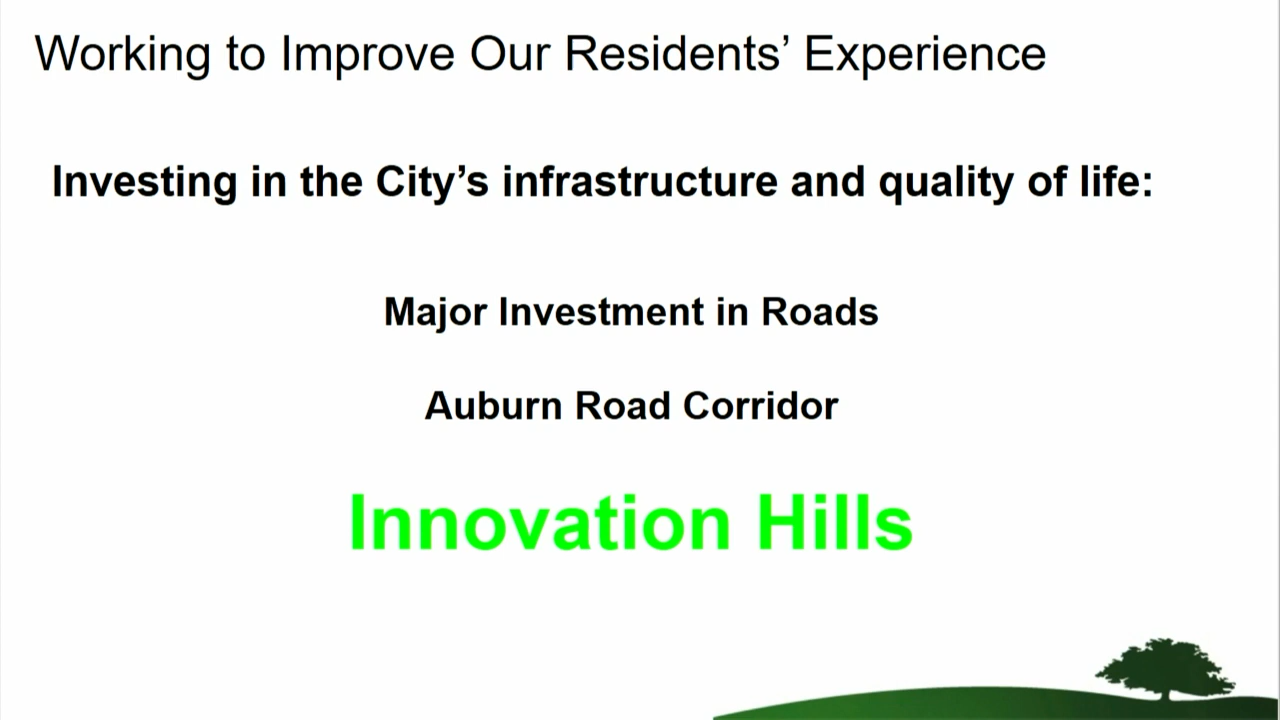 Working to Improve Our Residents’ Experience
Investing in the City’s infrastructure and quality of life:
Major Investment in Roads
Auburn Road Corridor
Innovation Hills